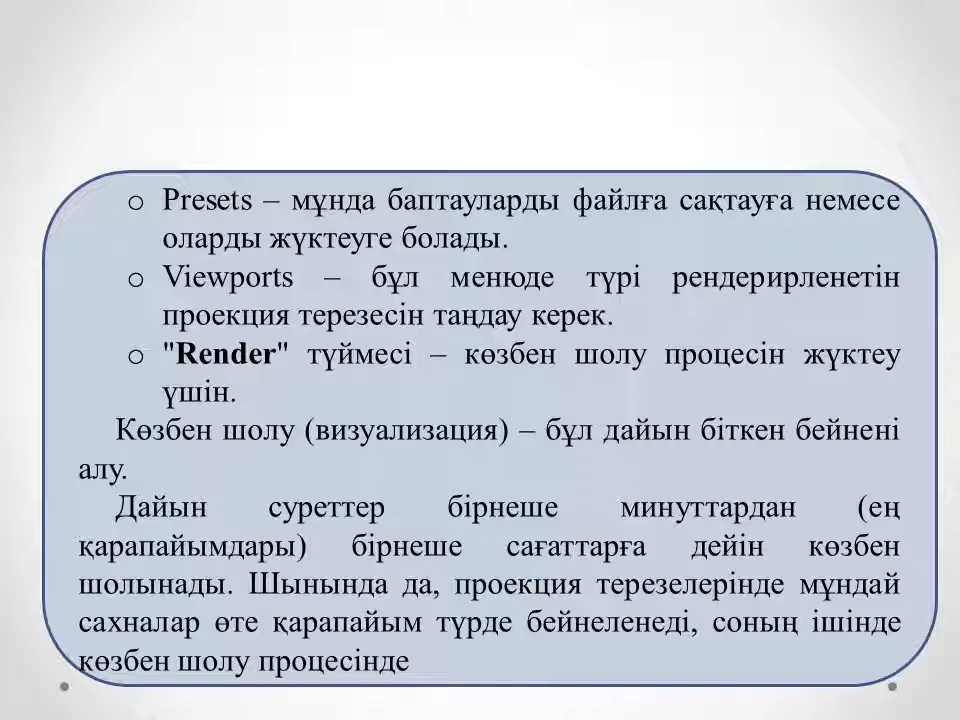 o Presets – мұнда баптауларды файлға сақтауға немесе
оларды жүктеуге болады.
o Viewports – бұл менюде түрі рендерирленетін
проекция терезесін таңдау керек.
o "Render" түймесі – көзбен шолу процесін жүктеу
үшін.
Көзбен шолу (визуализация) – бұл дайын біткен бейнені
алу.
Дайын суреттер бірнеше минуттардан (ең
қарапайымдары) бірнеше сағаттарға дейін көзбен
шолынады. Шынында да, проекция терезелерінде мұндай
сахналар өте қарапайым түрде бейнеленеді, соның ішінде
көзбен шолу процесінде